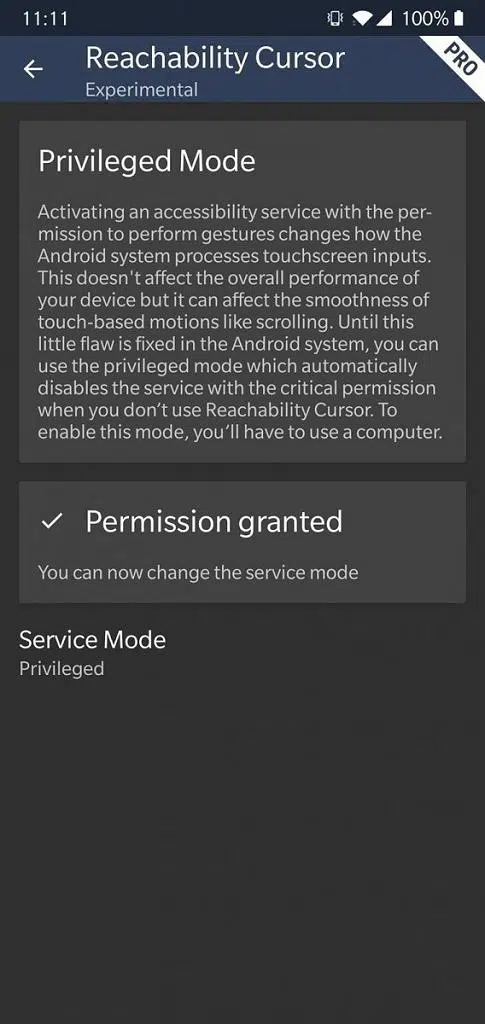 11:11
100%
Reachability Cursor
PRO
Experimental
Privileged Mode
Activating an accessibility service with the per-
mission to perform gestures changes how the
Android system processes touchscreen inputs.
This doesn't affect the overall performance of
your device but it can affect the smoothness of
touch-based motions like scrolling. Until this
little flaw is fixed in the Android system, you can
use the privileged mode which automatically
disables the service with the critical permission
when you don’t use Reachability Cursor. To
enable this mode, you’ll have to use a computer.
Permission granted
You can now change the service mode
Service Mode
Privileged